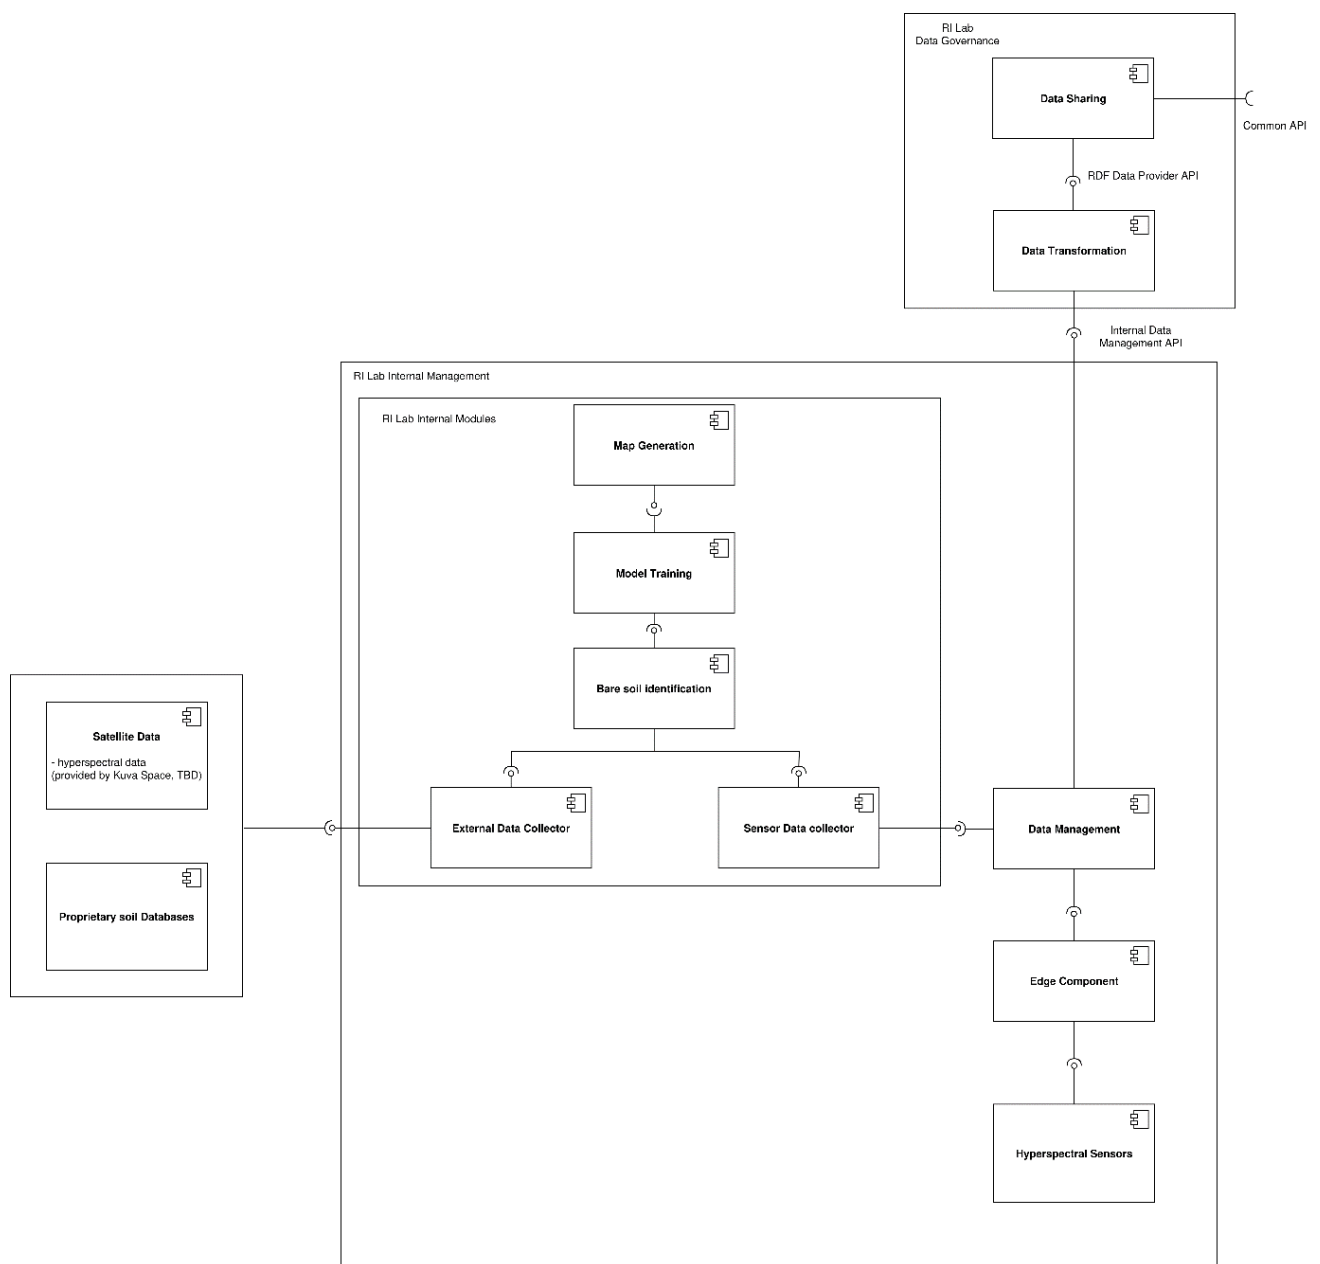 RI Lab
Data Governance
Data Sharing
Common API
RDF Data Provider API
Data Transformation
Internal Data
Management API
RI Lab Internal Management
RI Lab Internal Modules
Map Generation
Model Training
Bare soil identification
Satellite Data
- hyperspectral data
(provided by Kuva Space, TBD)
External Data Collector
Sensor Data collector
Data Management
Proprietary soil Databases
Edge Component
Hyperspectral Sensors